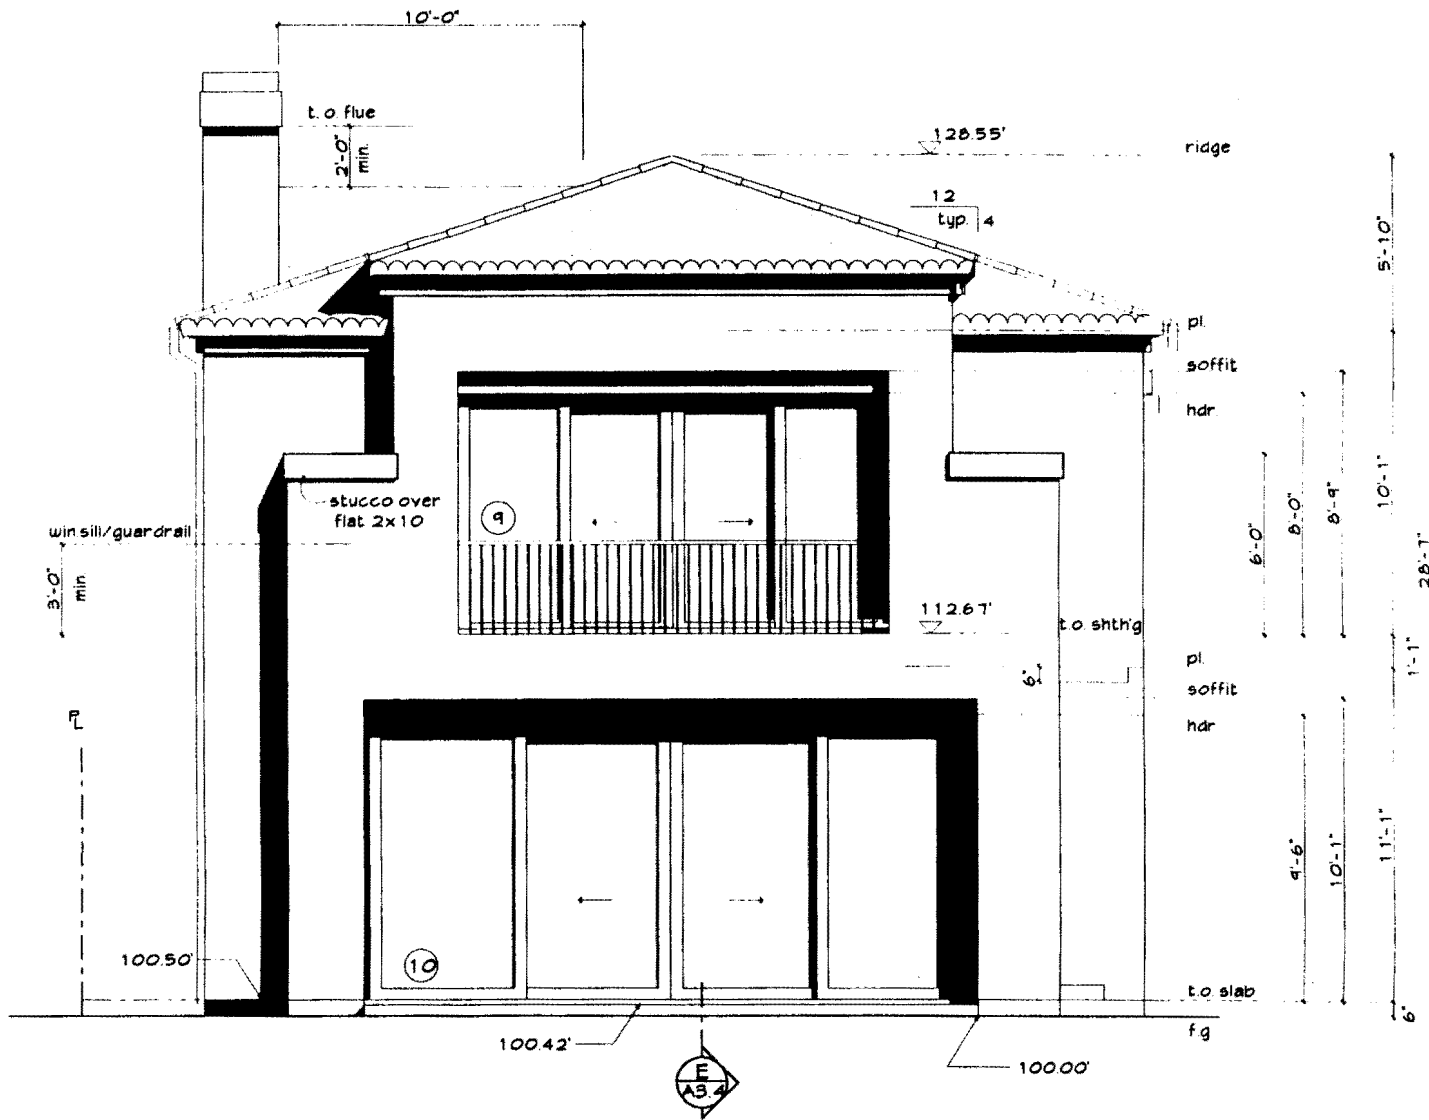 10'-0"
t.o. flue
2'-0"
min.
128.55'
ridge
12
typ. 4
5'-10"
pl.
soffit
hdr.
stucco over
flat 2x10
9
win sill/guardrail
3'-0"
min
6'-0"
8'-0"
8'-9"
10'-1"
28'-7"
112.67'
t.o. shth'g
1'-1"
pl.
6"
soffit
hdr
PL
9'-6"
10'-1"
11'-1"
100.50'
10
t.o. slab
6"
f.g
100.42'
100.00'
E
A3.4